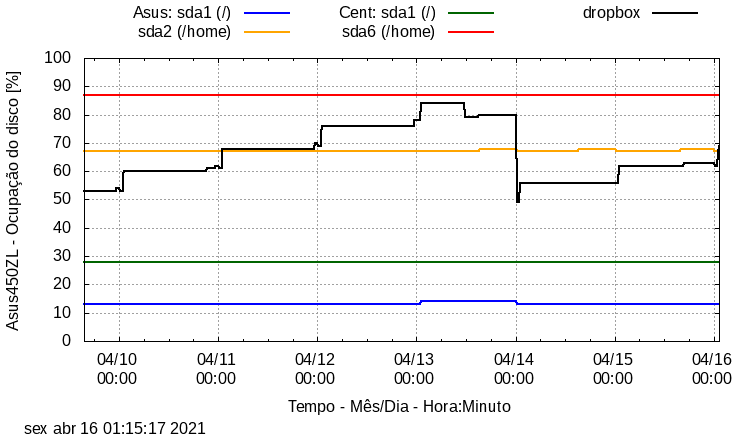 Asus: sda1 (/)
Cent: sda1 (/)
dropbox
sda2 (/home)
sda6 (/home)
Asus450ZL - Ocupação do disco [%]
100
90
80
70
60
50
40
30
20
10
0
04/10 04/11 04/12 04/13 04/14 04/15 04/16
00:00 00:00 00:00 00:00 00:00 00:00 00:00
Tempo - Mês/Dia - Hora:Minuto
sex abr 16 01:15:17 2021